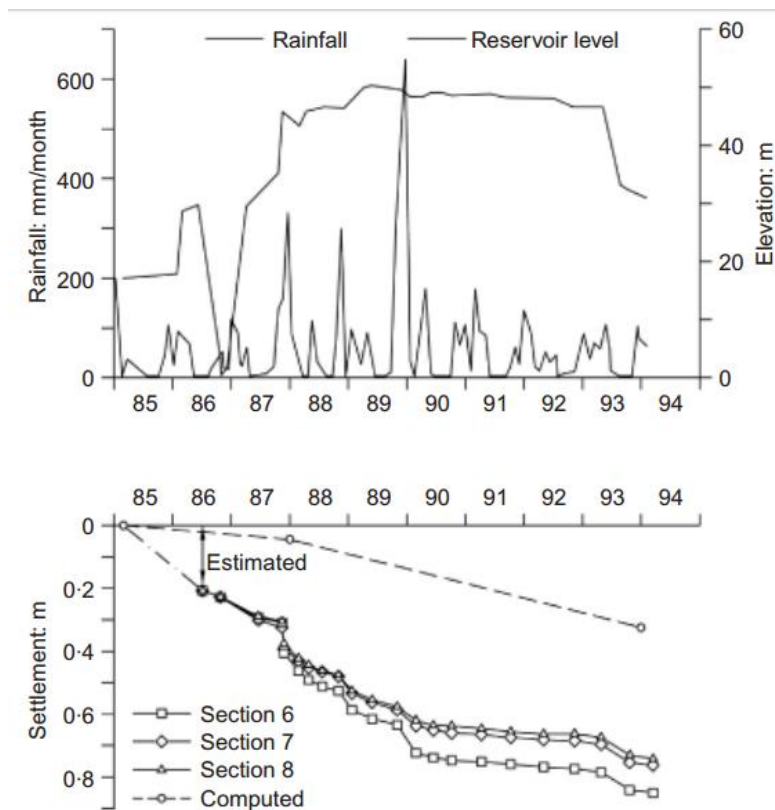 Rainfall
Reservoir level
Rainfall: mm/month
600
400
200
0
60
40
20
0
Elevation: m
85 86 87 88 89 90 91 92 93 94
85 86 87 88 89 90 91 92 93 94
Settlement: m
0
0·2
0·4
0·6
0·8
Estimated
Section 6
Section 7
Section 8
Computed